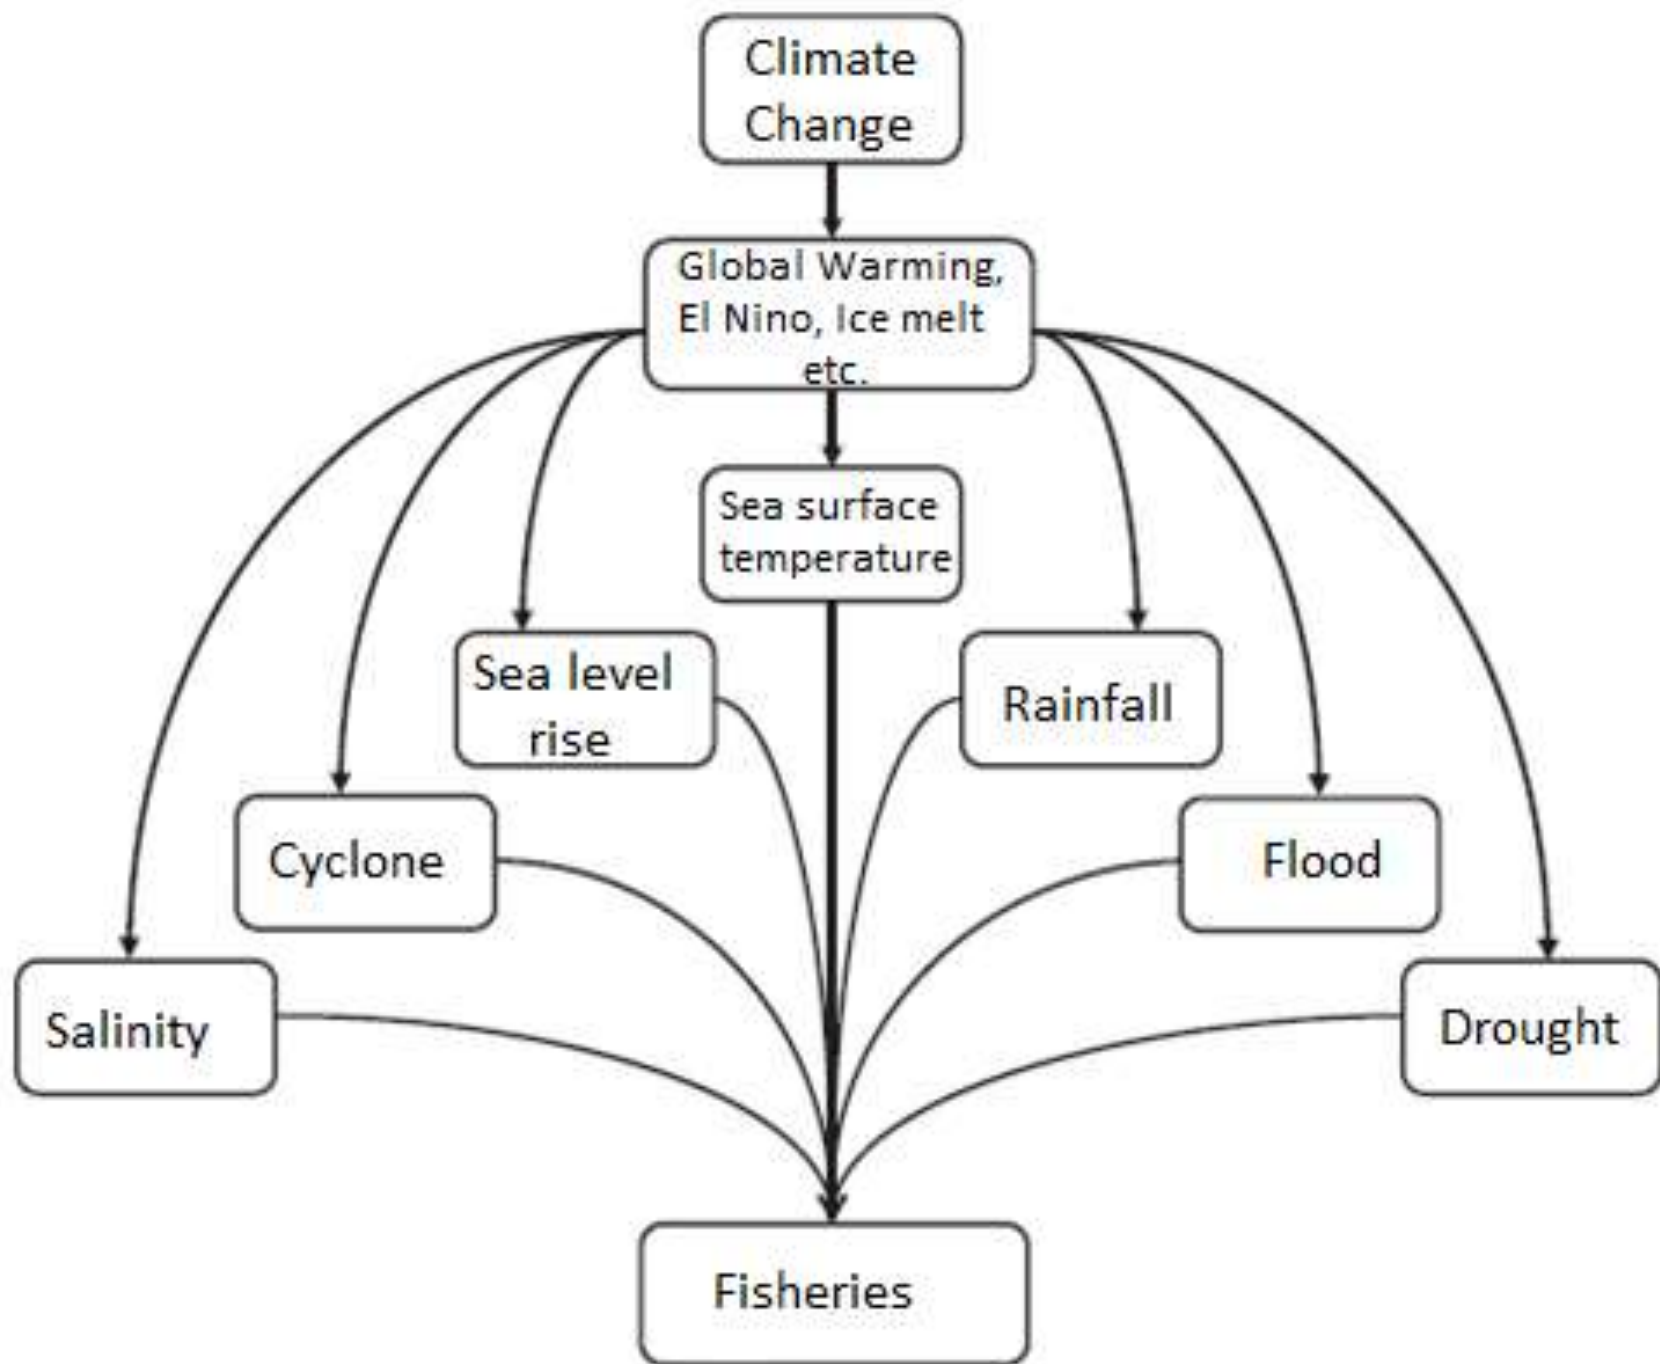 Climate
Change
Global Warming,
El Nino, Ice melt
etc.
Sea surface
temperature
Sea level
rise
Rainfall
Cyclone
Flood
Salinity
Drought
Fisheries